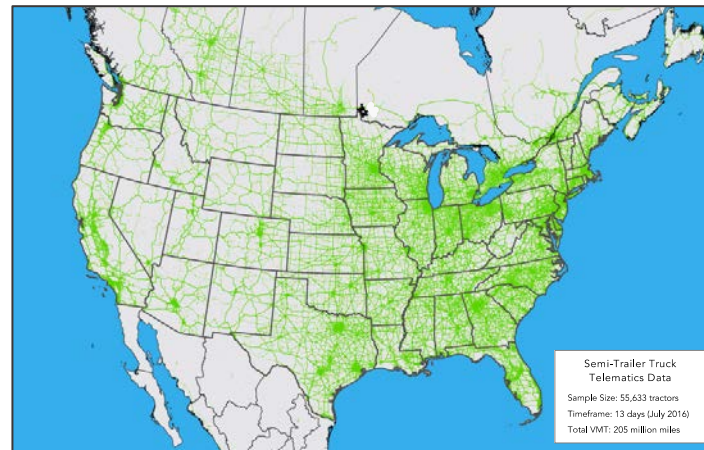 Semi-Trailer Truck
Telematics Data
Sample Size: 55,633 tractors
Timeframe: 13 days (July 2016)
Total VMT: 205 million miles